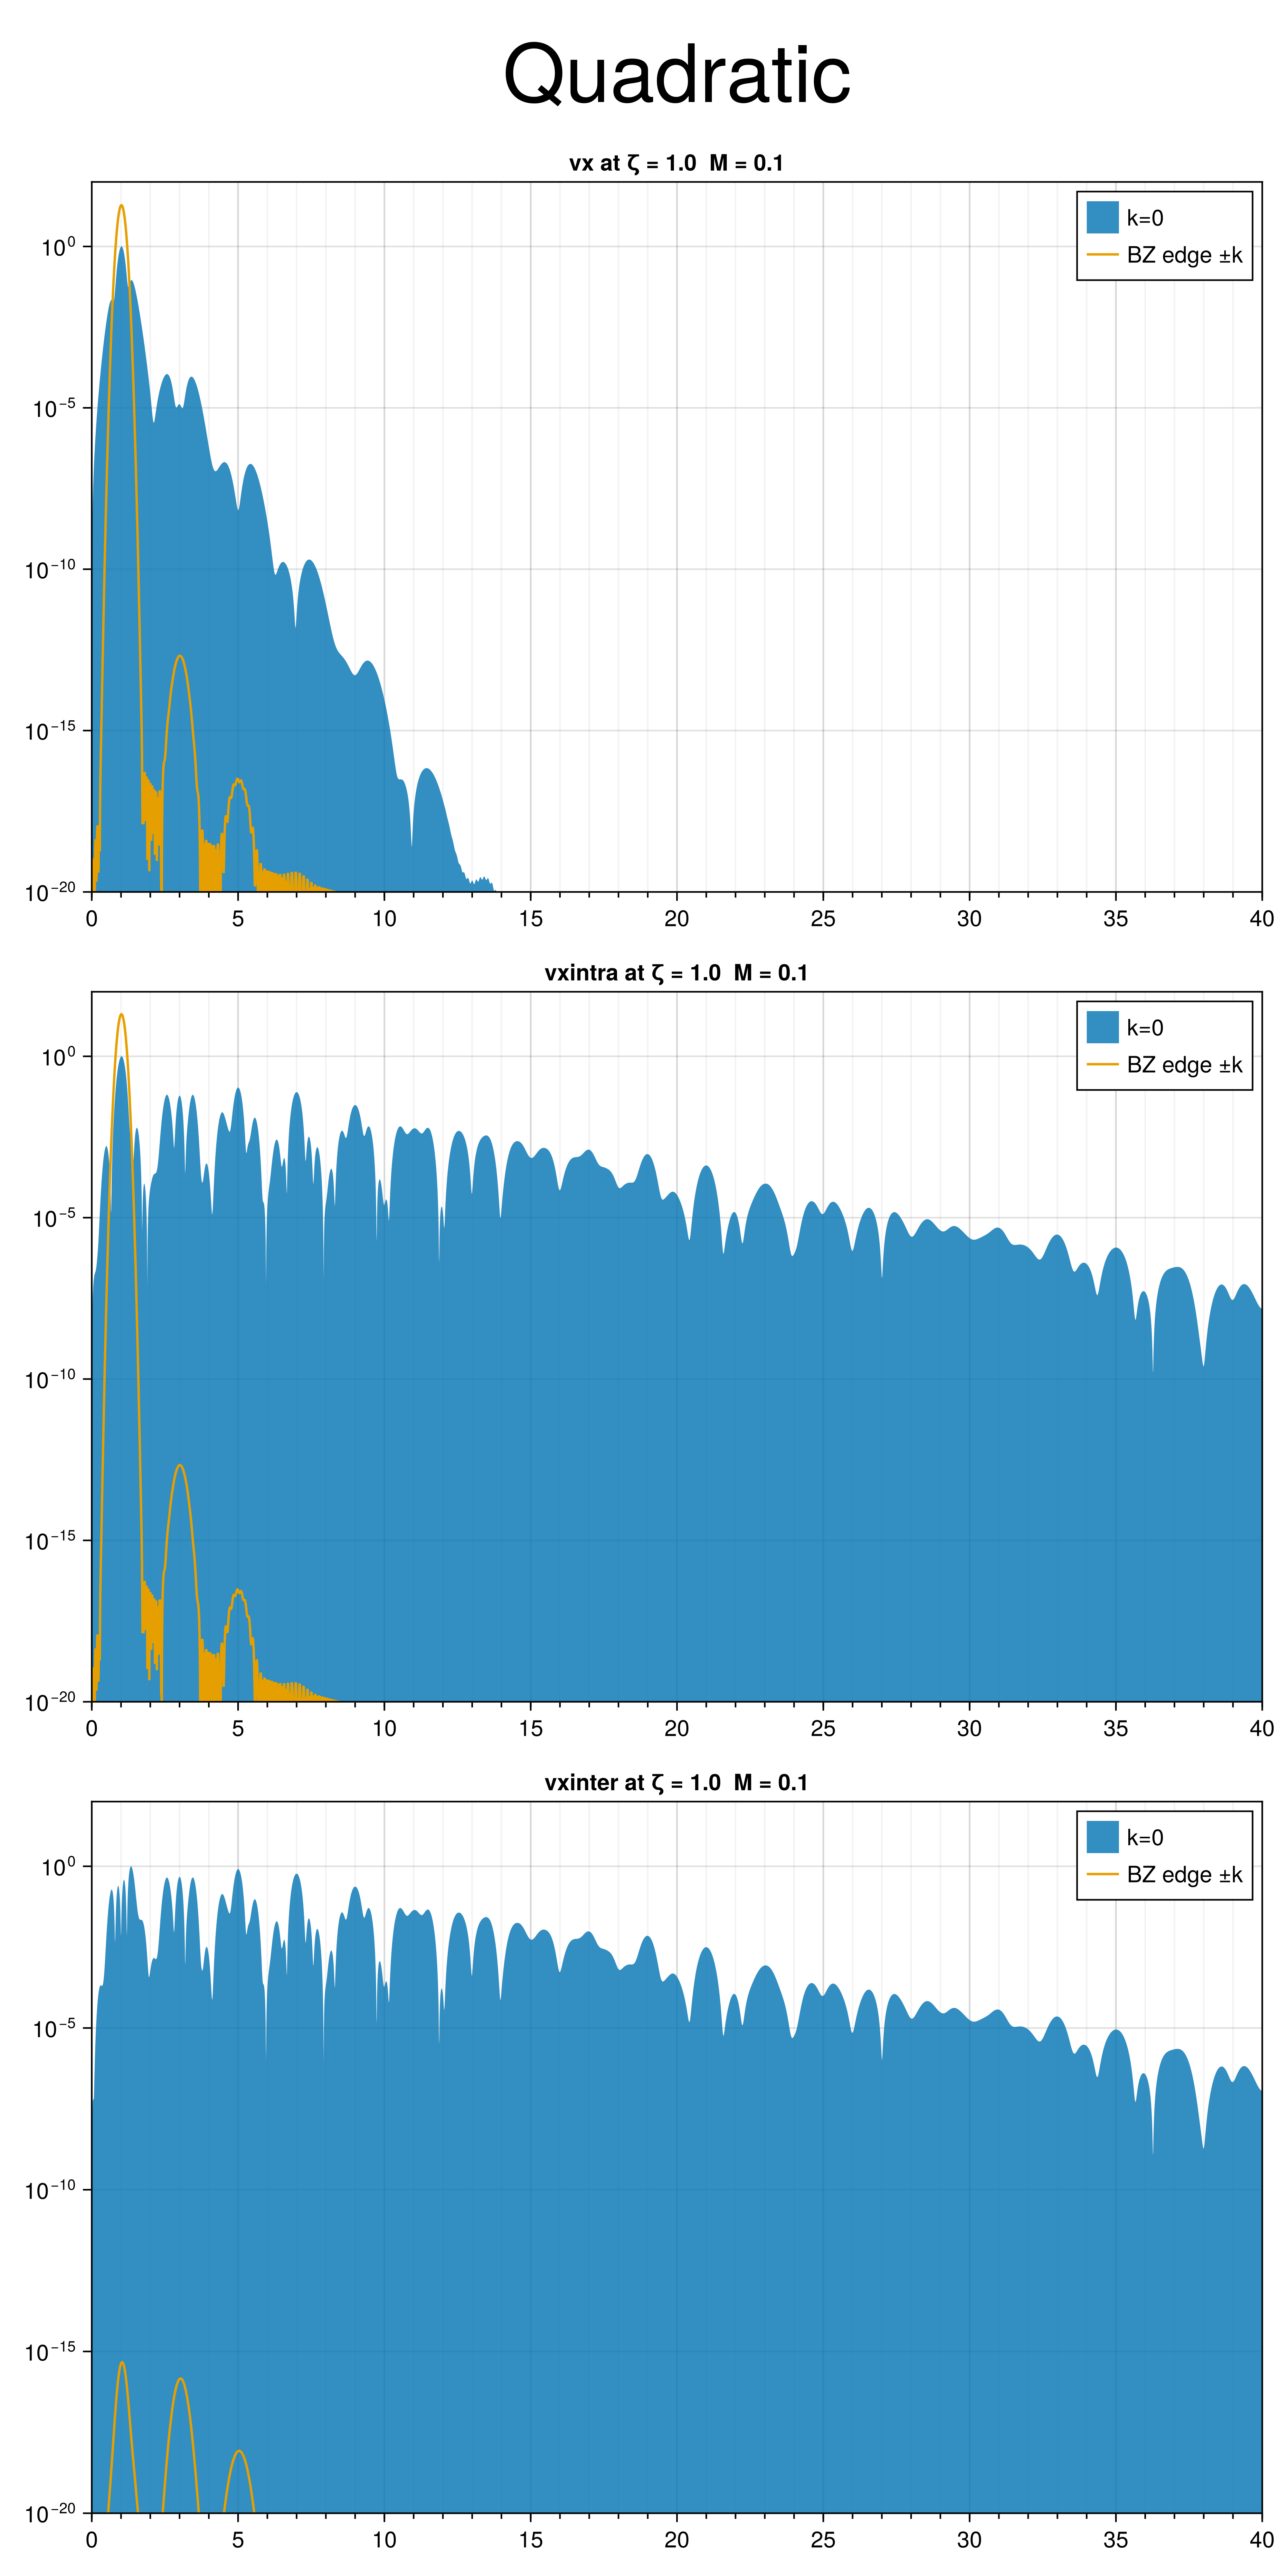 Quadratic
vx at ζ = 1.0 M = 0.1
k=0
BZ edge ±k
10⁰
10⁻⁵
10⁻¹⁰
10⁻¹⁵
10⁻²⁰
0 5 10 15 20 25 30 35 40
vxintra at ζ = 1.0 M = 0.1
k=0
BZ edge ±k
10⁰
10⁻⁵
10⁻¹⁰
10⁻¹⁵
10⁻²⁰
0 5 10 15 20 25 30 35 40
vxinter at ζ = 1.0 M = 0.1
k=0
BZ edge ±k
10⁰
10⁻⁵
10⁻¹⁰
10⁻¹⁵
10⁻²⁰
0 5 10 15 20 25 30 35 40